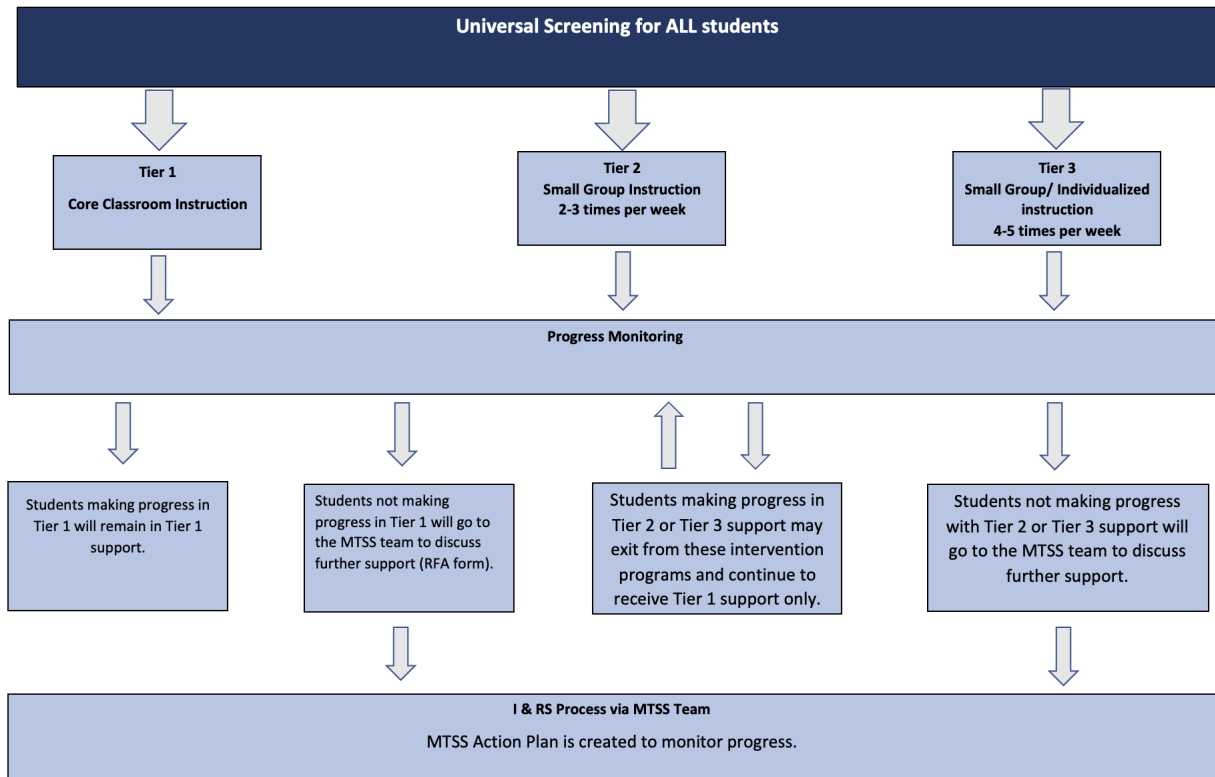 Universal Screening for ALL students
Tier 1
Core Classroom Instruction
Tier 2
Small Group Instruction
2-3 times per week
Tier 3
Small Group/ Individualized
instruction
4-5 times per week
Progress Monitoring
Students making progress in
Tier 1 will remain in Tier 1
support.
Students not making
progress in Tier 1 will go to
the MTSS team to discuss
further support (RFA form).
Students making progress in
Tier 2 or Tier 3 support may
exit from these intervention
programs and continue to
receive Tier 1 support only.
Students not making progress
with Tier 2 or Tier 3 support will
go to the MTSS team to discuss
further support.
I & RS Process via MTSS Team
MTSS Action Plan is created to monitor progress.